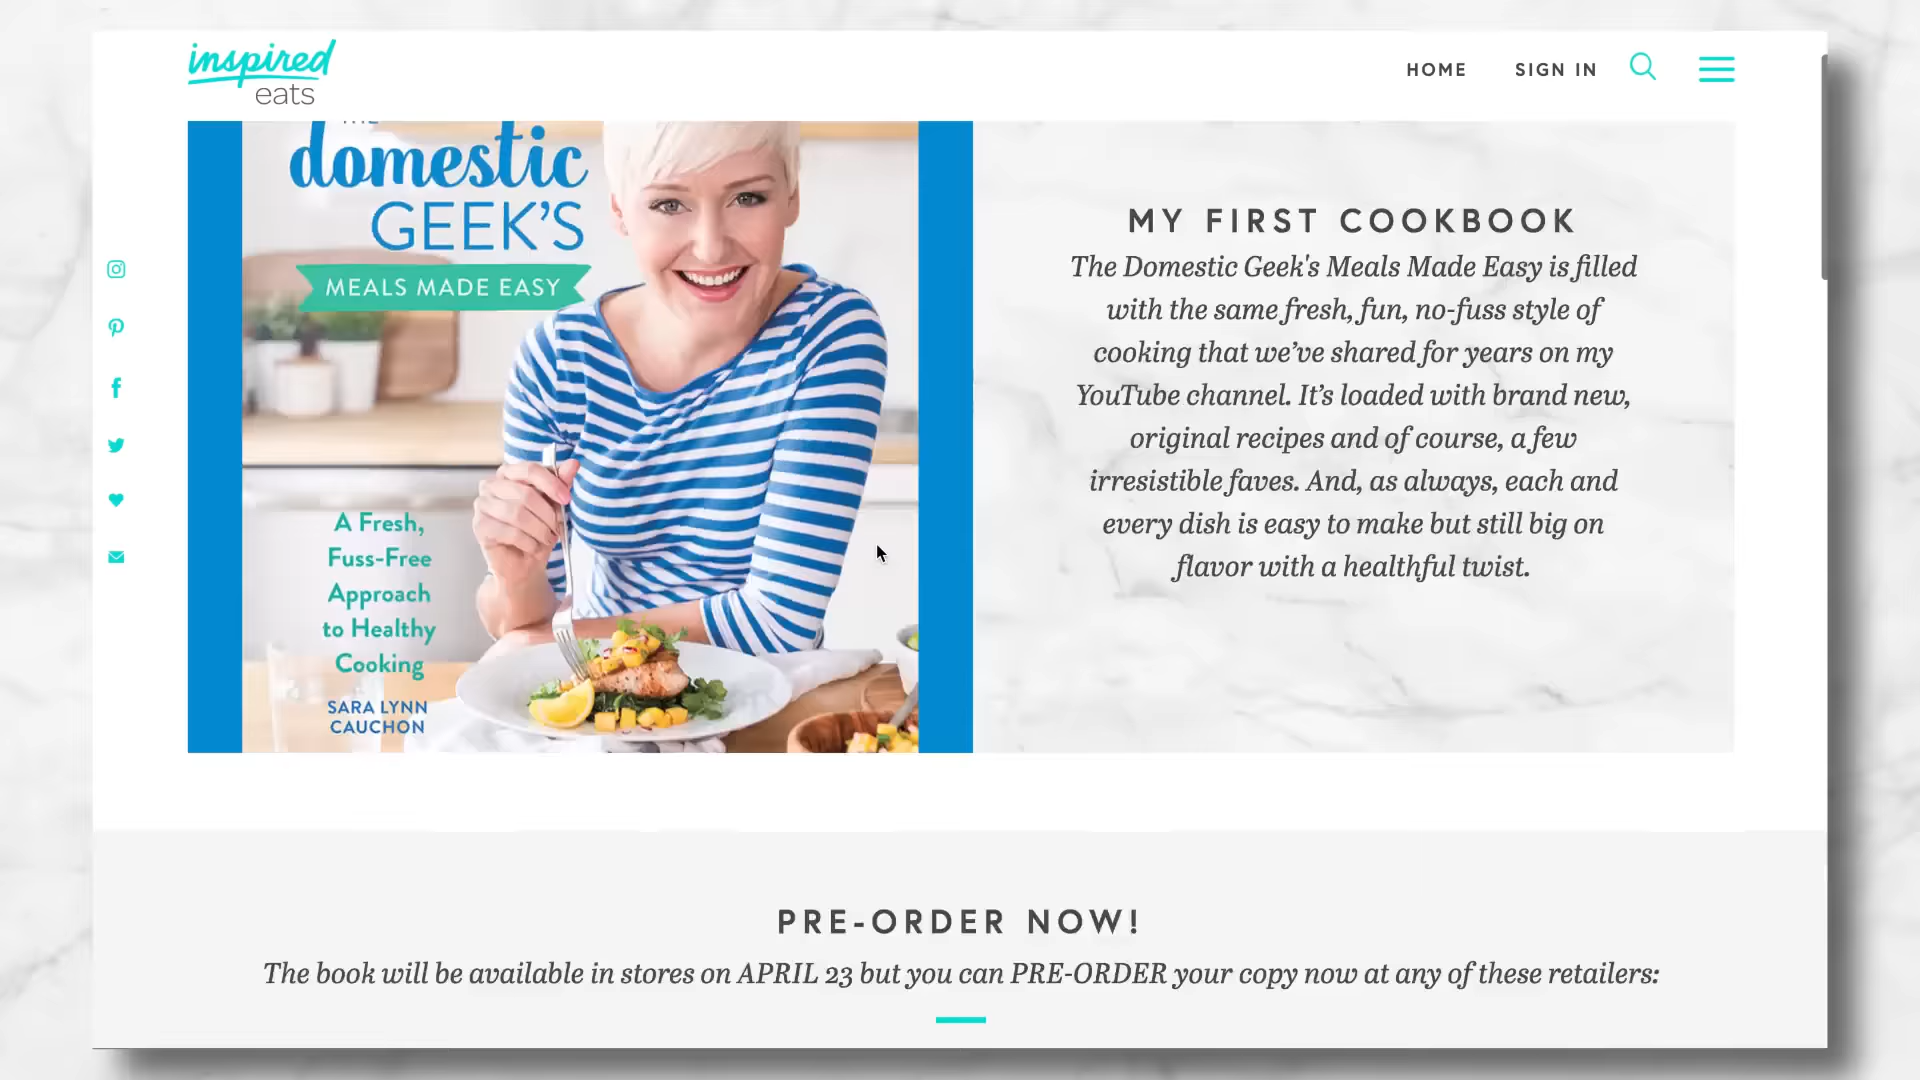 inspired
eats
HOME
SIGN IN
THE
domestic
GEEK'S
MEALS MADE EASY
A Fresh,
Fuss-Free
Approach
to Healthy
Cooking
SARA LYNN
CAUCHON
MY FIRST COOKBOOK
The Domestic Geek's Meals Made Easy is filled
with the same fresh, fun, no-fuss style of
cooking that we’ve shared for years on my
YouTube channel. It’s loaded with brand new,
original recipes and of course, a few
irresistible faves. And, as always, each and
every dish is easy to make but still big on
flavor with a healthful twist.
PRE-ORDER NOW!
The book will be available in stores on APRIL 23 but you can PRE-ORDER your copy now at any of these retailers: